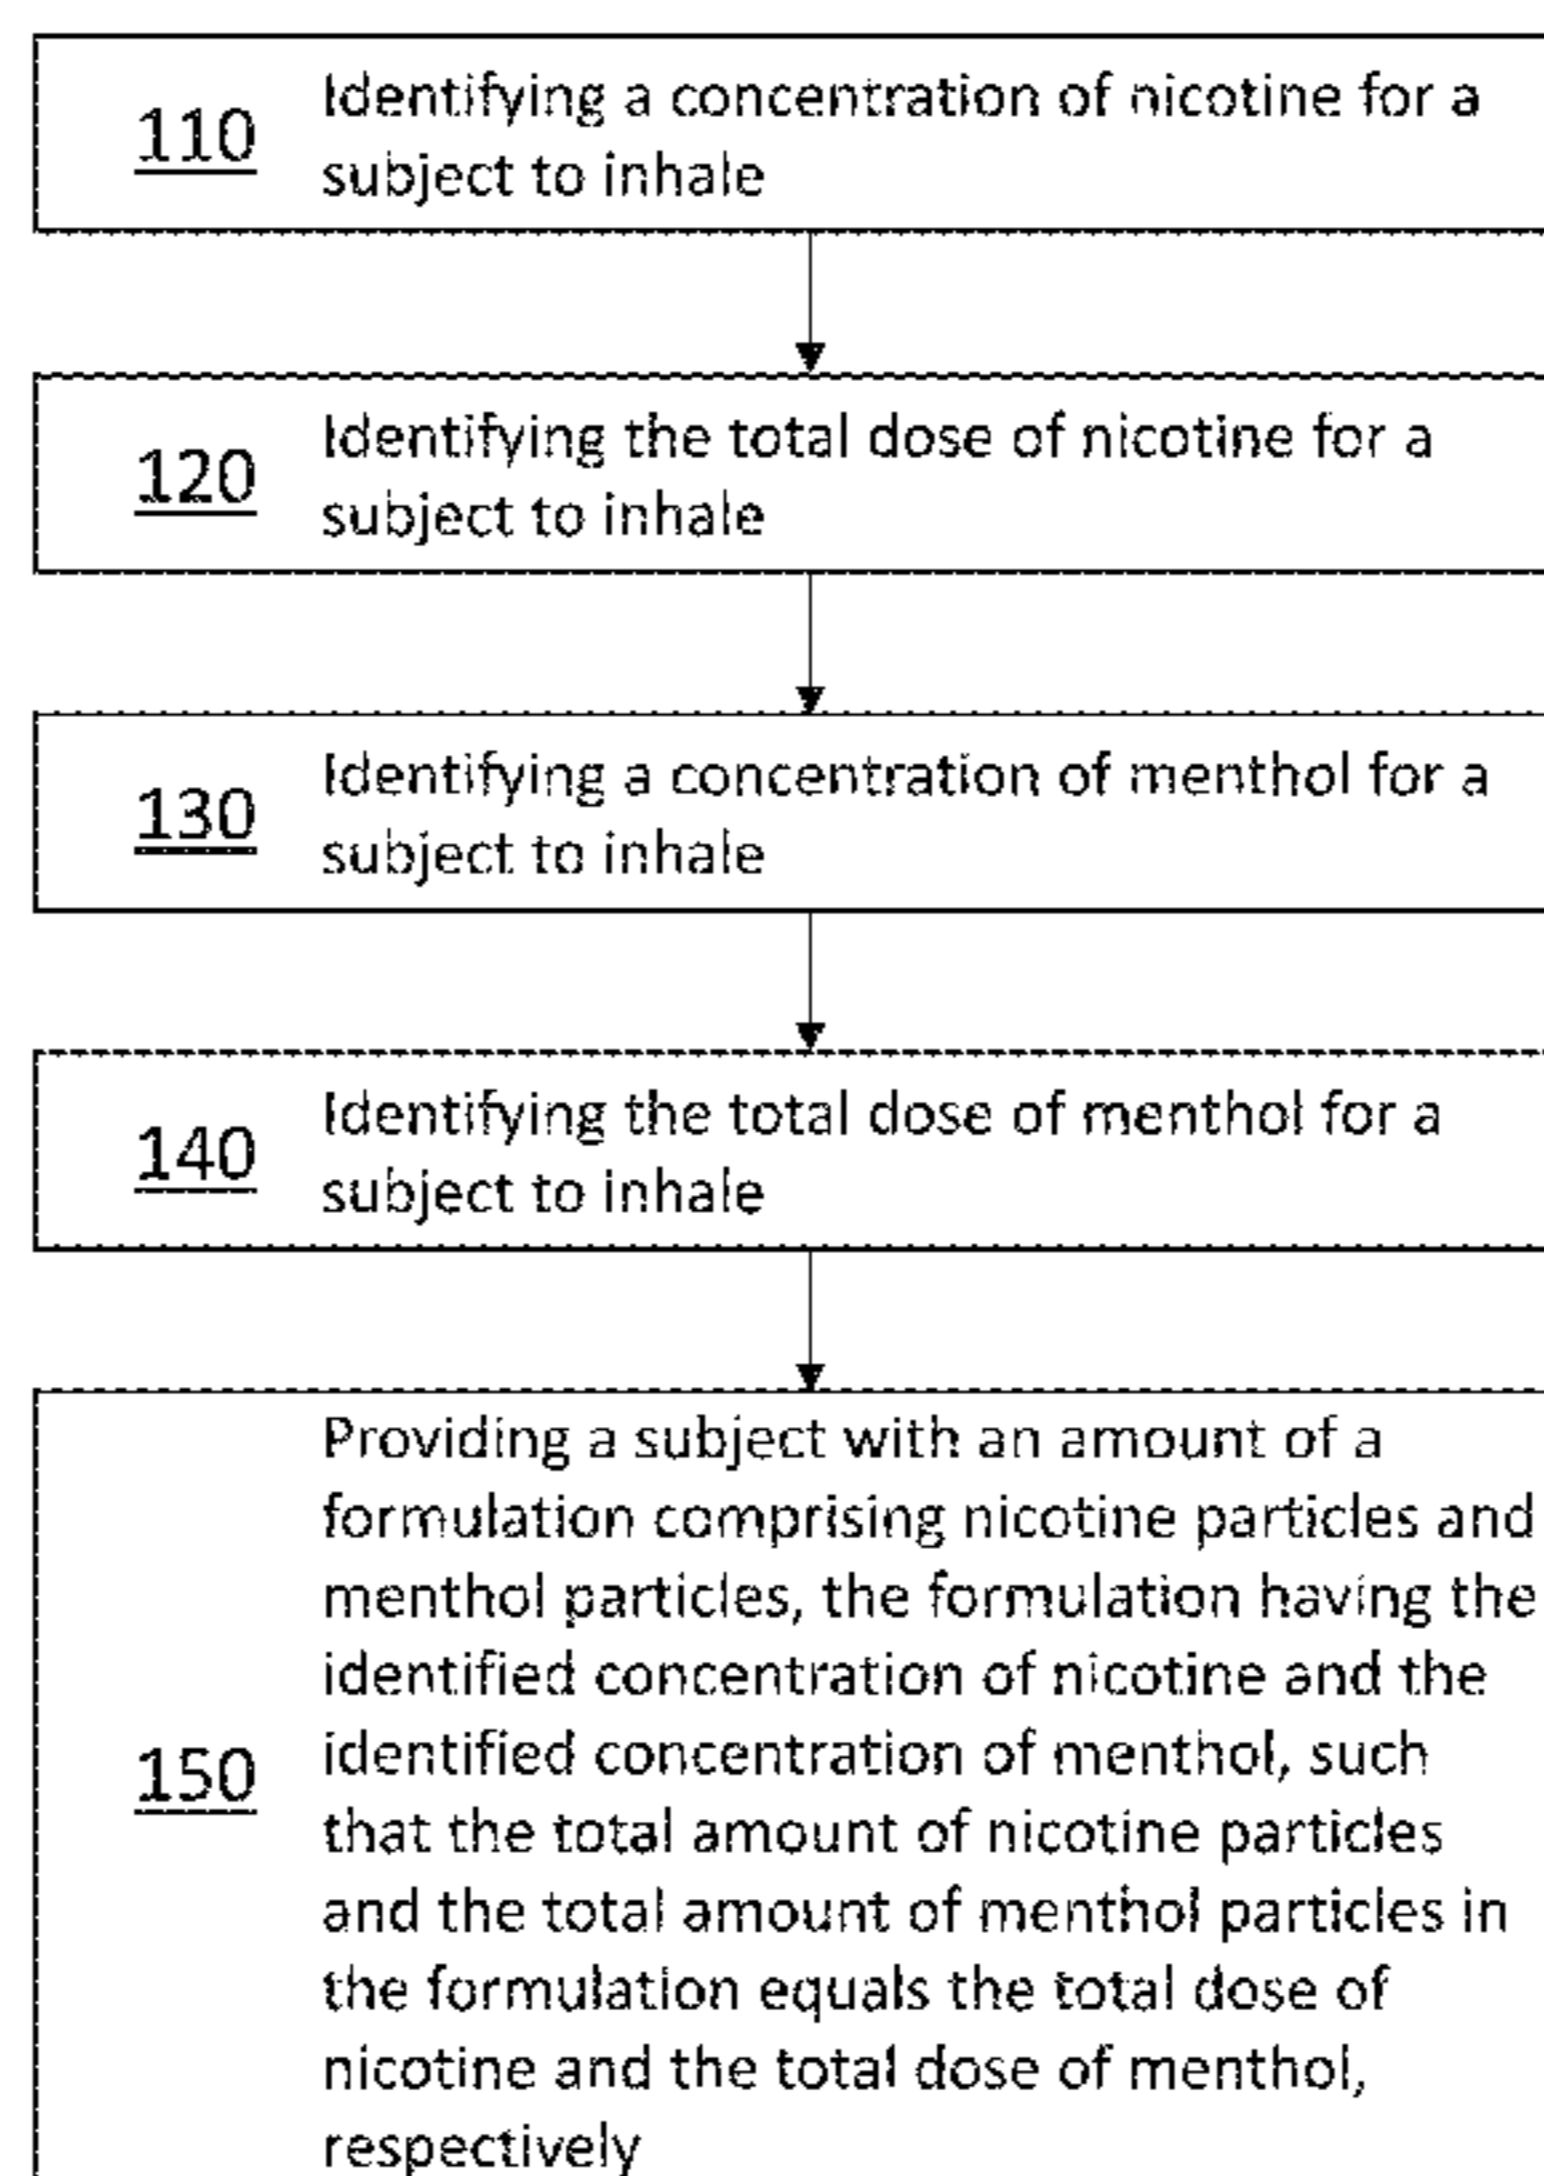 110
Identifying a concentration of nicotine for a
subject to inhale
120
Identifying the total dose of nicotine for a
subject to inhale
130
Identifying a concentration of menthol for a
subject to inhale
140
Identifying the total dose of menthol for a
subject to inhale
150
Providing a subject with an amount of a
formulation comprising nicotine particles and
menthol particles, the formulation having the
identified concentration of nicotine and the
identified concentration of menthol, such
that the total amount of nicotine particles
and the total amount of menthol particles in
the formulation equals the total dose of
nicotine and the total dose of menthol,
respectively